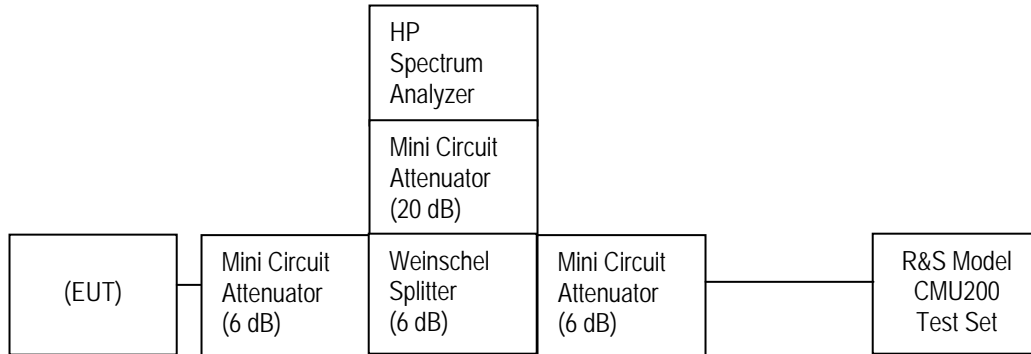 HP
Spectrum
Analyzer
Mini Circuit
Attenuator
(20 dB)
(EUT)
Mini Circuit
Attenuator
(6 dB)
Weinschel
Splitter
(6 dB)
Mini Circuit
Attenuator
(6 dB)
R&S Model
CMU200
Test Set